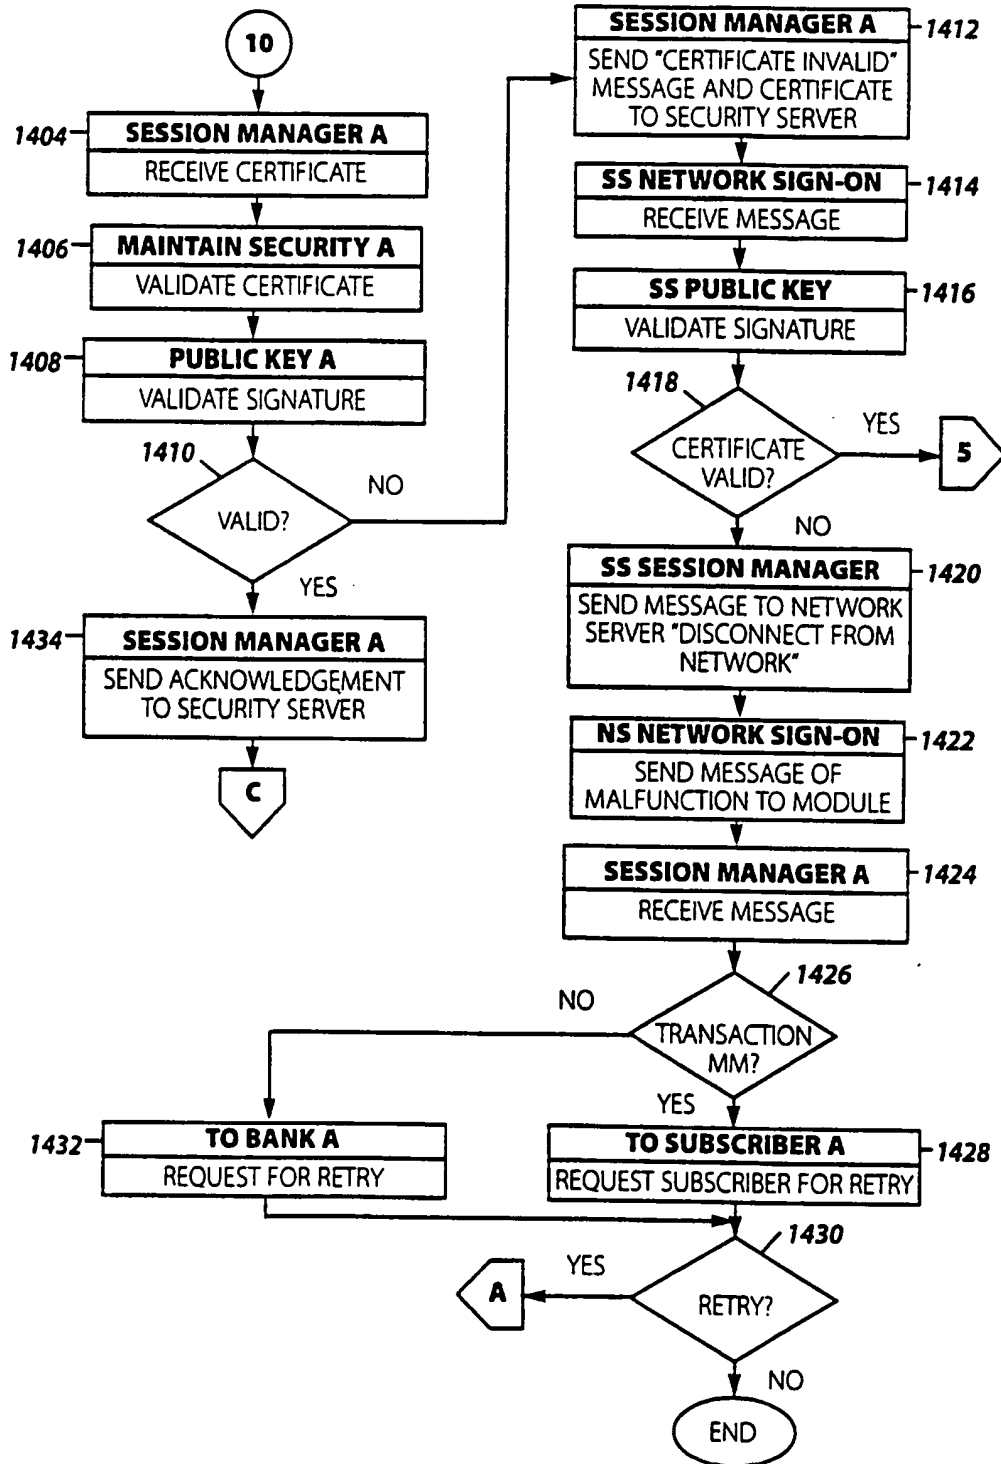 10
1404
SESSION MANAGER A
RECEIVE CERTIFICATE
1406
MAINTAIN SECURITY A
VALIDATE CERTIFICATE
1408
PUBLIC KEY A
VALIDATE SIGNATURE
1410
VALID?
NO
YES
1434
SESSION MANAGER A
SEND ACKNOWLEDGEMENT
TO SECURITY SERVER
C
SESSION MANAGER A
1412
SEND "CERTIFICATE INVALID"
MESSAGE AND CERTIFICATE
TO SECURITY SERVER
SS NETWORK SIGN-ON
1414
RECEIVE MESSAGE
SS PUBLIC KEY
1416
VALIDATE SIGNATURE
1418
CERTIFICATE
VALID?
YES
5
NO
SS SESSION MANAGER
1420
SEND MESSAGE TO NETWORK
SERVER "DISCONNECT FROM
NETWORK"
NS NETWORK SIGN-ON
1422
SEND MESSAGE OF
MALFUNCTION TO MODULE
SESSION MANAGER A
1424
RECEIVE MESSAGE
1426
TRANSACTION
MM?
NO
YES
1432
TO BANK A
REQUEST FOR RETRY
TO SUBSCRIBER A
1428
REQUEST SUBSCRIBER FOR RETRY
1430
RETRY?
YES
A
NO
END